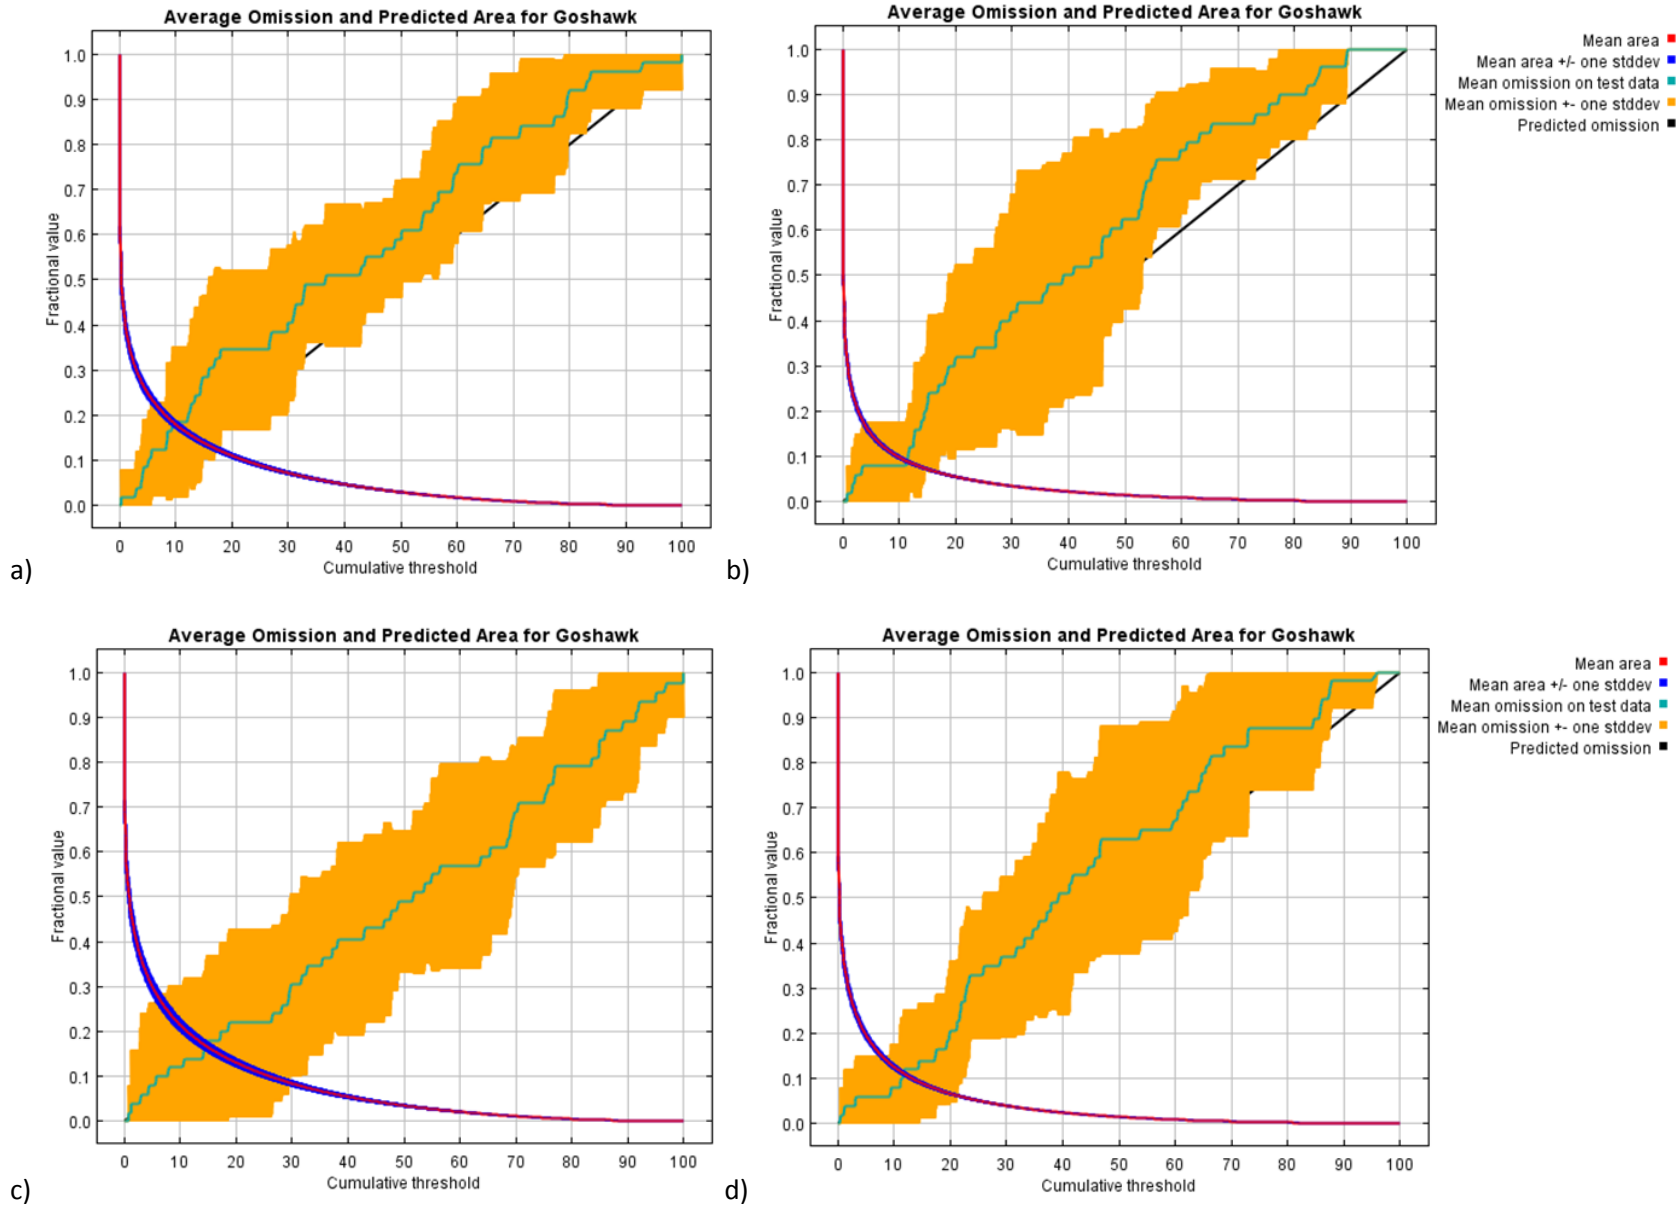 Average Omission and Predicted Area for Goshawk
Fractional value
1.0
0.9
0.8
0.7
0.6
0.5
0.4
0.3
0.2
0.1
0.0
0 10 20 30 40 50 60 70 80 90 100
Cumulative threshold
a)
Average Omission and Predicted Area for Goshawk
Fractional value
1.0
0.9
0.8
0.7
0.6
0.5
0.4
0.3
0.2
0.1
0.0
0 10 20 30 40 50 60 70 80 90 100
Cumulative threshold
b)
Mean area
Mean area +/- one stddev
Mean omission on test data
Mean omission +- one stddev
Predicted omission
Average Omission and Predicted Area for Goshawk
Fractional value
1.0
0.9
0.8
0.7
0.6
0.5
0.4
0.3
0.2
0.1
0.0
0 10 20 30 40 50 60 70 80 90 100
Cumulative threshold
c)
Average Omission and Predicted Area for Goshawk
Fractional value
1.0
0.9
0.8
0.7
0.6
0.5
0.4
0.3
0.2
0.1
0.0
0 10 20 30 40 50 60 70 80 90 100
Cumulative threshold
d)
Mean area
Mean area +/- one stddev
Mean omission on test data
Mean omission +- one stddev
Predicted omission